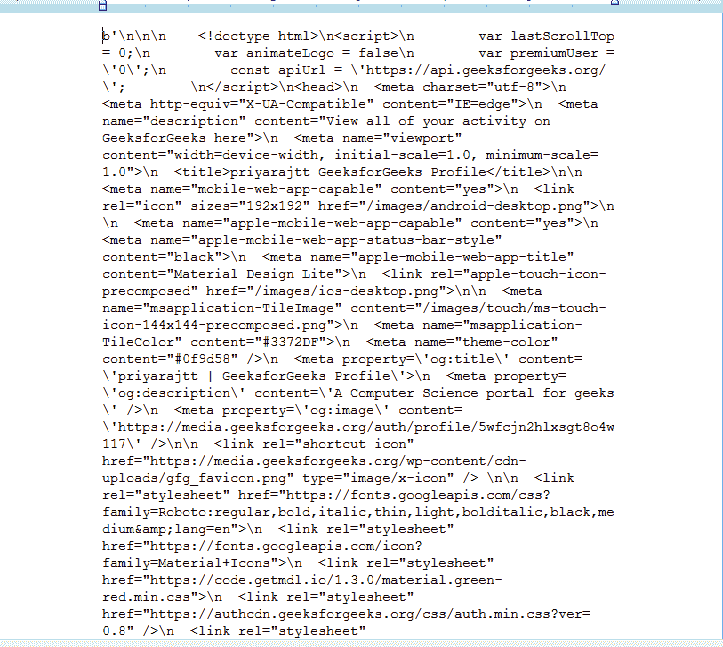 b'\n\n\n    <!doctype html>\n<script>\n        var lastScrollTop
= 0;\n        var animateLogo = false\n        var premiumUser =
\'0\';\n        const apiUrl = \'https://api.geeksforgeeks.org/
\';        \n</script>\n<head>\n  <meta charset="utf-8">\n
<meta http-equiv="X-UA-Compatible" content="IE=edge">\n  <meta
name="description" content="View all of your activity on
GeeksforGeeks here">\n  <meta name="viewport"
content="width=device-width, initial-scale=1.0, minimum-scale=
1.0">\n  <title>priyarajtt GeeksforGeeks Profile</title>\n\n
<meta name="mobile-web-app-capable" content="yes">\n  <link
rel="icon" sizes="192x192" href="/images/android-desktop.png">\n
\n  <meta name="apple-mobile-web-app-capable" content="yes">\n
<meta name="apple-mobile-web-app-status-bar-style"
content="black">\n  <meta name="apple-mobile-web-app-title"
content="Material Design Lite">\n  <link rel="apple-touch-icon-
precomposed" href="/images/ios-desktop.png">\n\n  <meta
name="msapplication-TileImage" content="/images/touch/ms-touch-
icon-144x144-precomposed.png">\n  <meta name="msapplication-
TileColor" content="#3372DF">\n  <meta name="theme-color"
content="#0f9d58" />\n  <meta property=\'og:title\' content=
\'priyarajtt | GeeksforGeeks Profile\'>\n  <meta property=
\'og:description\' content=\'A Computer Science portal for geeks
\' />\n  <meta property=\'og:image\' content=
\'https://media.geeksforgeeks.org/auth/profile/5wfcjn2hlxsgt8o4w
117\' />\n\n  <link rel="shortcut icon"
href="https://media.geeksforgeeks.org/wp-content/cdn-
uploads/gfg_favicon.png" type="image/x-icon" /> \n\n  <link
rel="stylesheet" href="https://fonts.googleapis.com/css?
family=Roboto:regular,bold,italic,thin,light,bolditalic,black,me
dium&amp;lang=en">\n  <link rel="stylesheet"
href="https://fonts.googleapis.com/icon?
family=Material+Icons">\n  <link rel="stylesheet"
href="https://code.getmdl.io/1.3.0/material.green-
red.min.css">\n  <link rel="stylesheet"
href="https://authcdn.geeksforgeeks.org/css/auth.min.css?ver=
0.8" />\n  <link rel="stylesheet"